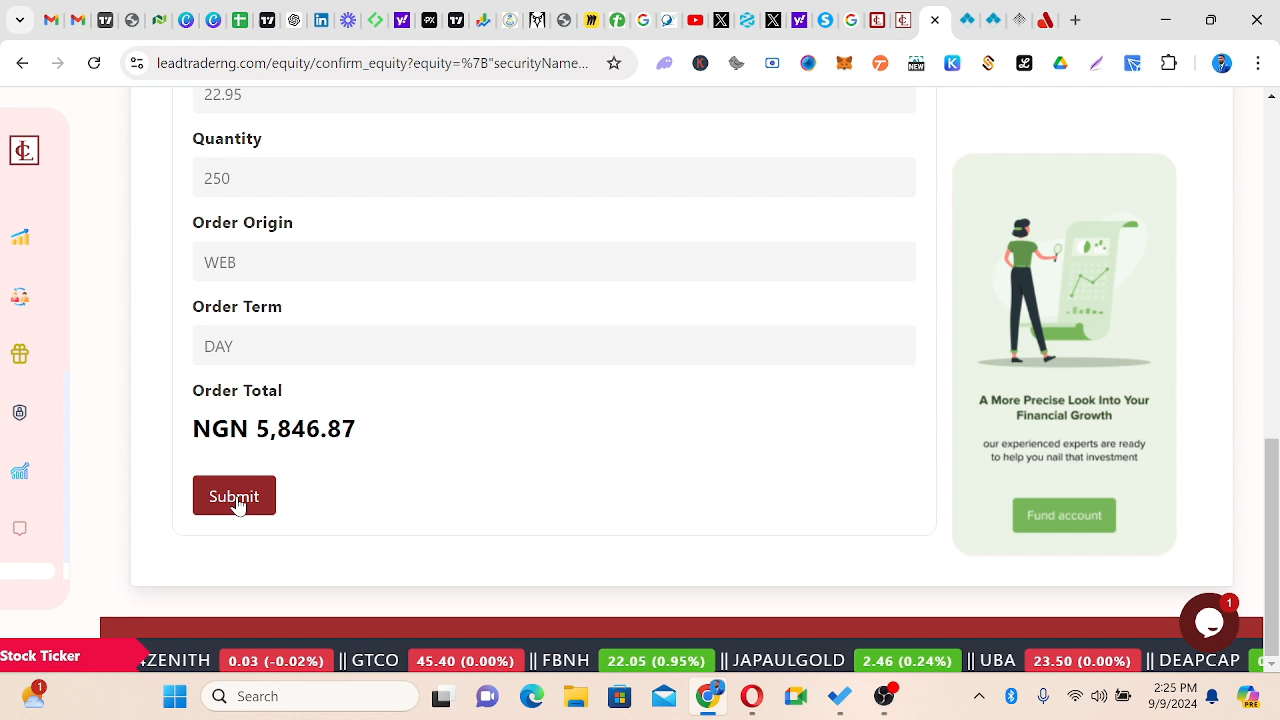 leadtrading.com/equity/confirm_equity?equity=%7B"securityName...
22.95
Quantity
250
Order Origin
WEB
Order Term
DAY
Order Total
NGN 5,846.87
Submit
A More Precise Look Into Your
Financial Growth
our experienced experts are ready
to help you nail that investment
Fund account
1
Stock Ticker
ZENITH 0.03 (-0.02%) || GTCO 45.40 (0.00%) || FBNH 22.05 (0.95%) || JAPAULGOLD 2.46 (0.24%) || UBA 23.50 (0.00%) || DEAPCAP
1
Search
2:25 PM
9/9/2024